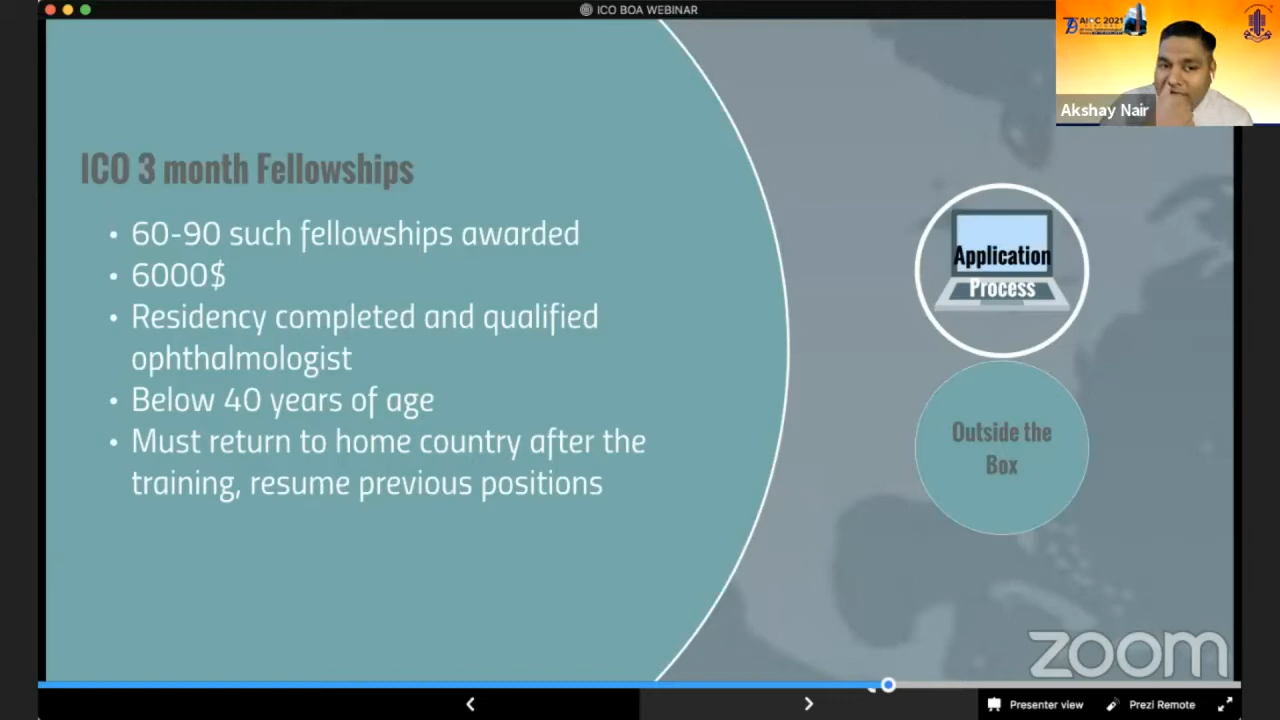 ICO BOA WEBINAR
AIOC 2021
Akshay Nair
ICO 3 month Fellowships
• 60-90 such fellowships awarded
• 6000$
• Residency completed and qualified
ophthalmologist
• Below 40 years of age
• Must return to home country after the
training, resume previous positions
Application
Process
Outside the
Box
zoom
Presenter view
Prezi Remote